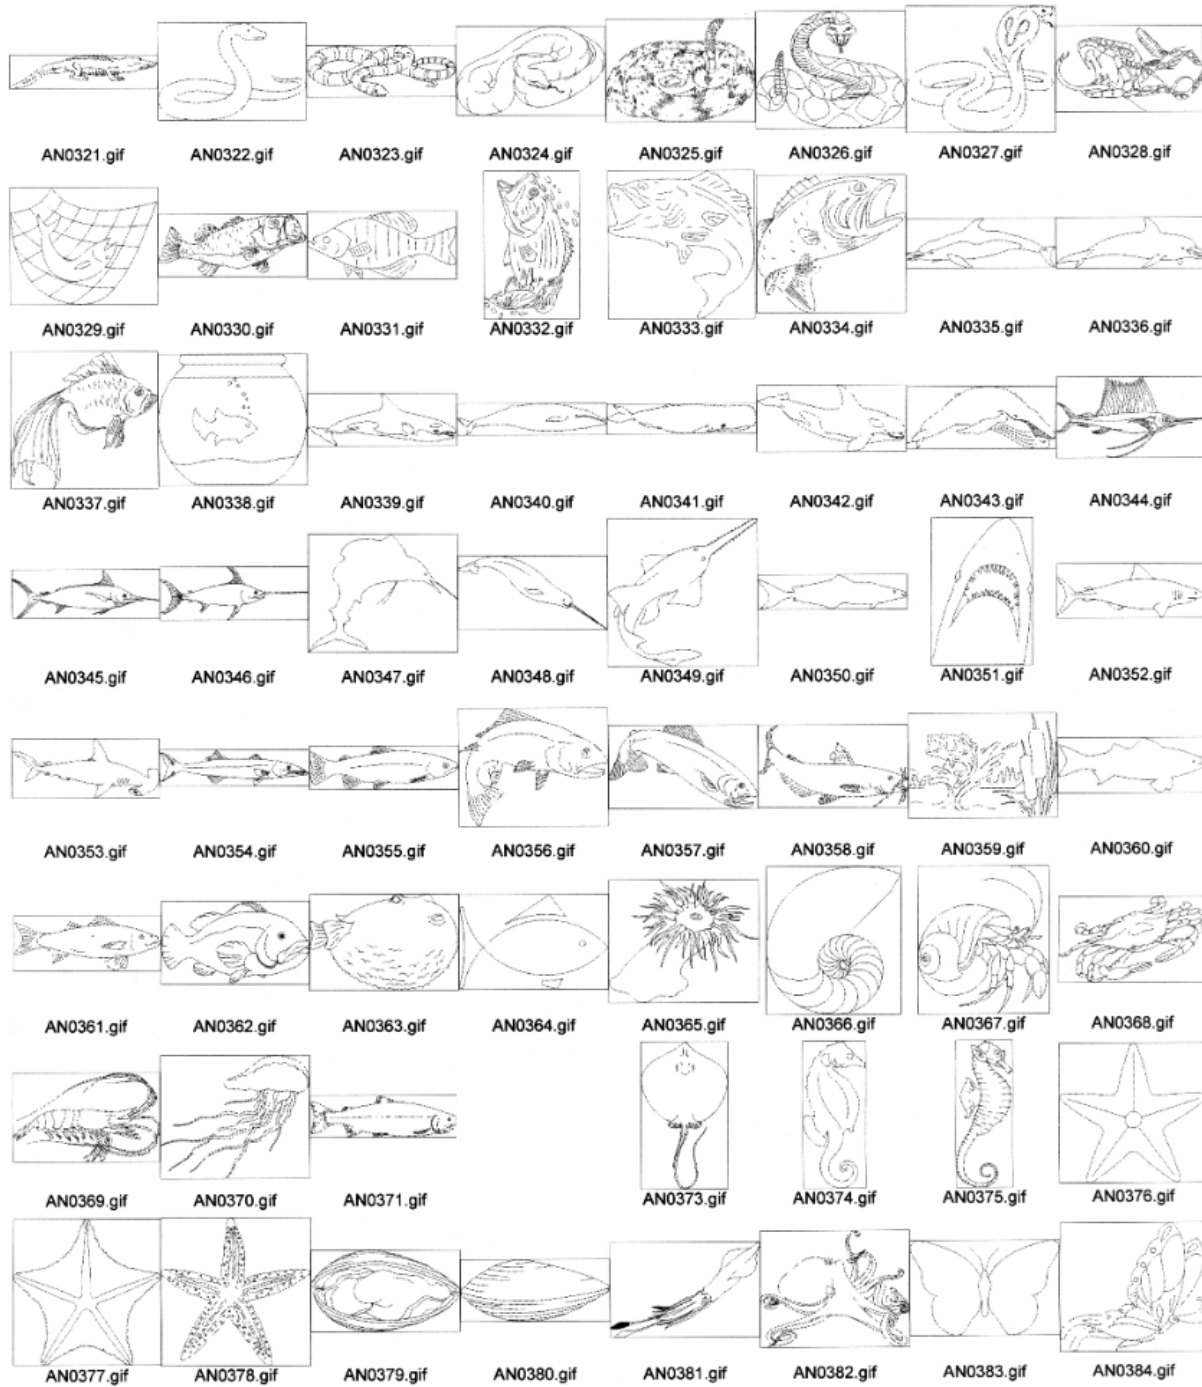 AN0321.gif AN0322.gif AN0323.gif AN0324.gif AN0325.gif AN0326.gif AN0327.gif AN0328.gif
AN0329.gif AN0330.gif AN0331.gif AN0332.gif AN0333.gif AN0334.gif AN0335.gif AN0336.gif
AN0337.gif AN0338.gif AN0339.gif AN0340.gif AN0341.gif AN0342.gif AN0343.gif AN0344.gif
AN0345.gif AN0346.gif AN0347.gif AN0348.gif AN0349.gif AN0350.gif AN0351.gif AN0352.gif
AN0353.gif AN0354.gif AN0355.gif AN0356.gif AN0357.gif AN0358.gif AN0359.gif AN0360.gif
AN0361.gif AN0362.gif AN0363.gif AN0364.gif AN0365.gif AN0366.gif AN0367.gif AN0368.gif
AN0369.gif AN0370.gif AN0371.gif AN0373.gif AN0374.gif AN0375.gif AN0376.gif
AN0377.gif AN0378.gif AN0379.gif AN0380.gif AN0381.gif AN0382.gif AN0383.gif AN0384.gif